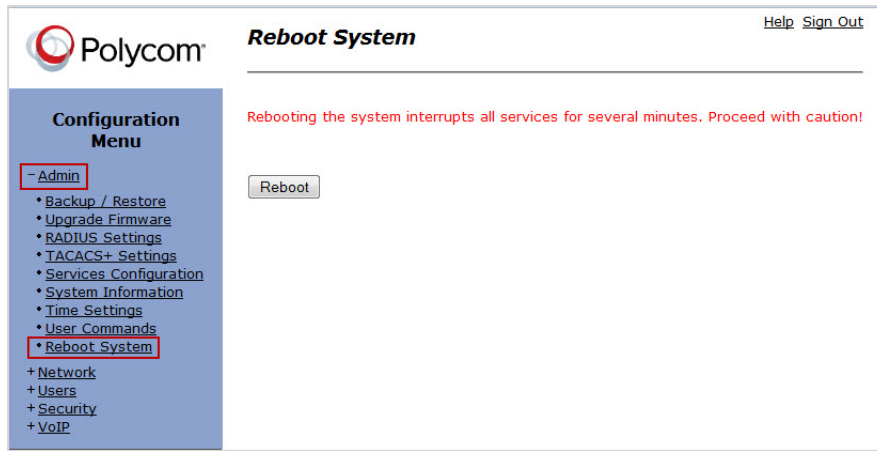 Polycom
Reboot System
Help Sign Out
Configuration
Menu
- Admin
• Backup / Restore
• Upgrade Firmware
• RADIUS Settings
• TACACS+ Settings
• Services Configuration
• System Information
• Time Settings
• User Commands
• Reboot System
+ Network
+ Users
+ Security
+ VoIP
Rebooting the system interrupts all services for several minutes. Proceed with caution!
Reboot